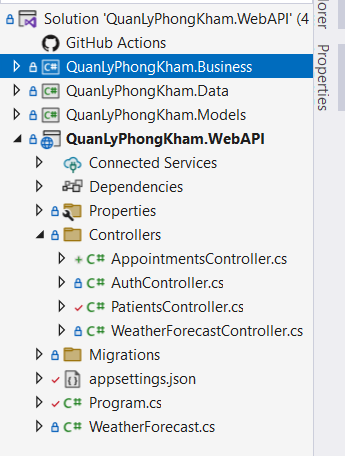 Solution 'QuanLyPhongKham.WebAPI' (4
GitHub Actions
QuanLyPhongKham.Business
QuanLyPhongKham.Data
QuanLyPhongKham.Models
QuanLyPhongKham.WebAPI
Connected Services
Dependencies
Properties
Controllers
AppointmentsController.cs
AuthController.cs
PatientsController.cs
WeatherForecastController.cs
Migrations
appsettings.json
Program.cs
WeatherForecast.cs
lorer
Properties